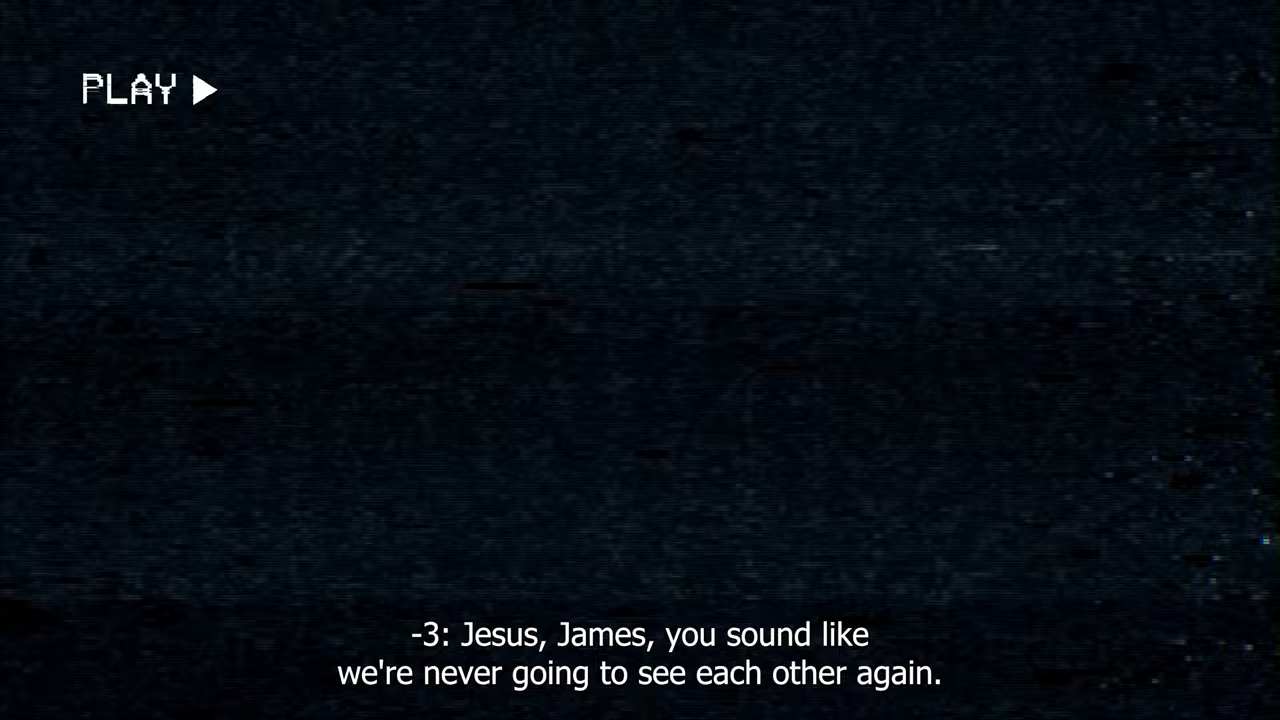 PLAY
-3: Jesus, James, you sound like
we're never going to see each other again.